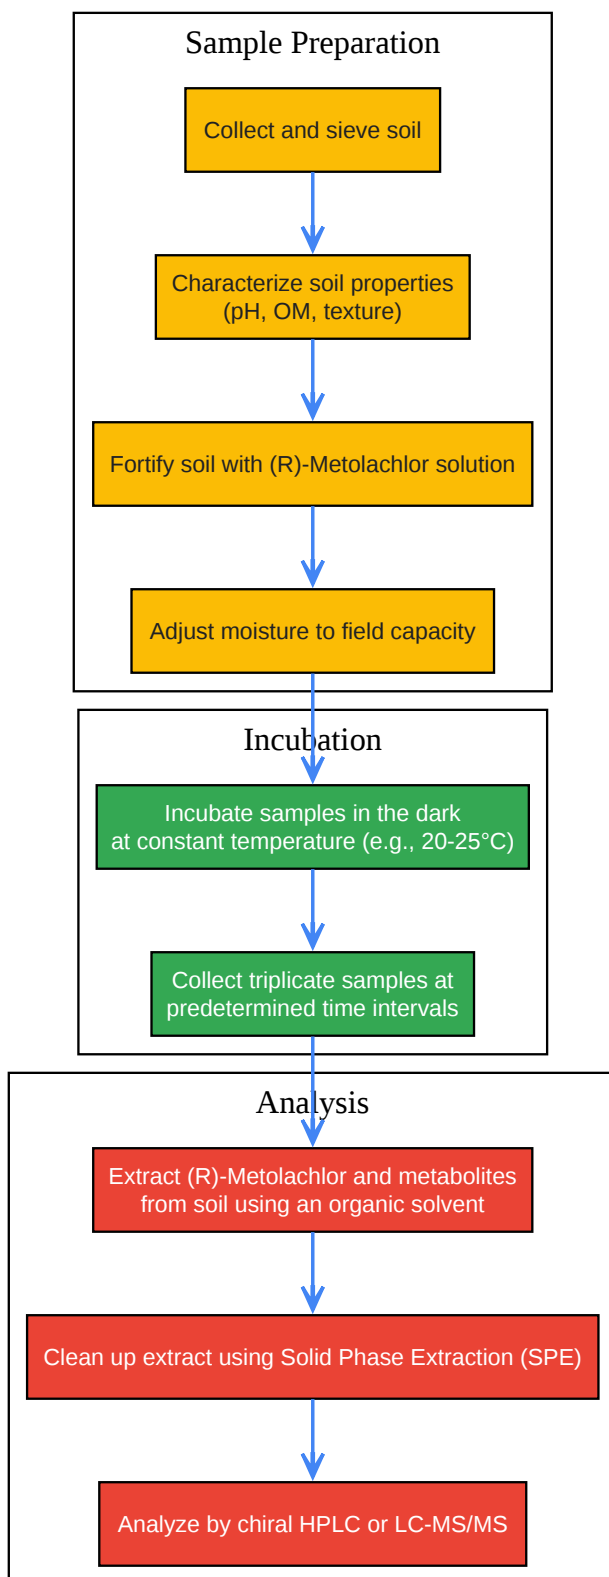 Sample Preparation
Collect and sieve soil
Characterize soil properties
(pH, OM, texture)
Fortify soil with (R)-Metolachlor solution
Adjust moisture to field capacity
Incubation
Incubate samples in the dark
at constant temperature (e.g., 20-25°C)
Collect triplicate samples at
predetermined time intervals
Analysis
Extract (R)-Metolachlor and metabolites
from soil using an organic solvent
Clean up extract using Solid Phase Extraction (SPE)
Analyze by chiral HPLC or LC-MS/MS